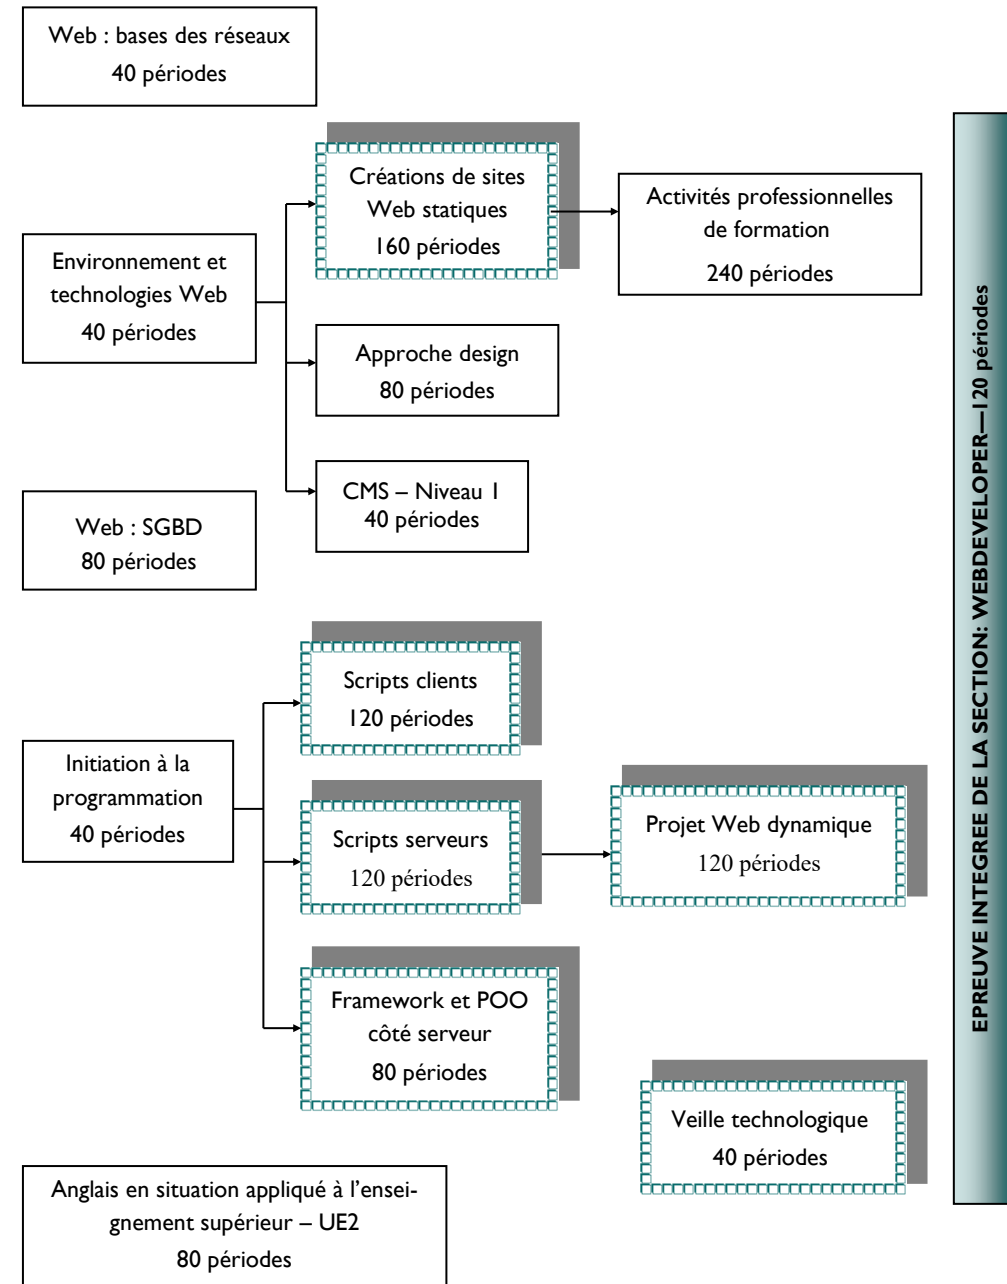 Web : bases des réseaux
40 périodes
Créations de sites
Web statiques
160 périodes
Activités professionnelles
de formation
240 périodes
Environnement et
technologies Web
40 périodes
Approche design
80 périodes
CMS – Niveau 1
40 périodes
Web : SGBD
80 périodes
Scripts clients
120 périodes
Initiation à la
programmation
40 périodes
Scripts serveurs
120 périodes
Projet Web dynamique
120 périodes
Framework et POO
côté serveur
80 périodes
Veille technologique
40 périodes
Anglais en situation appliqué à l’ensei-
gnement supérieur – UE2
80 périodes
EPREUVE INTEGREE DE LA SECTION: WEBDEVELOPER—120 périodes